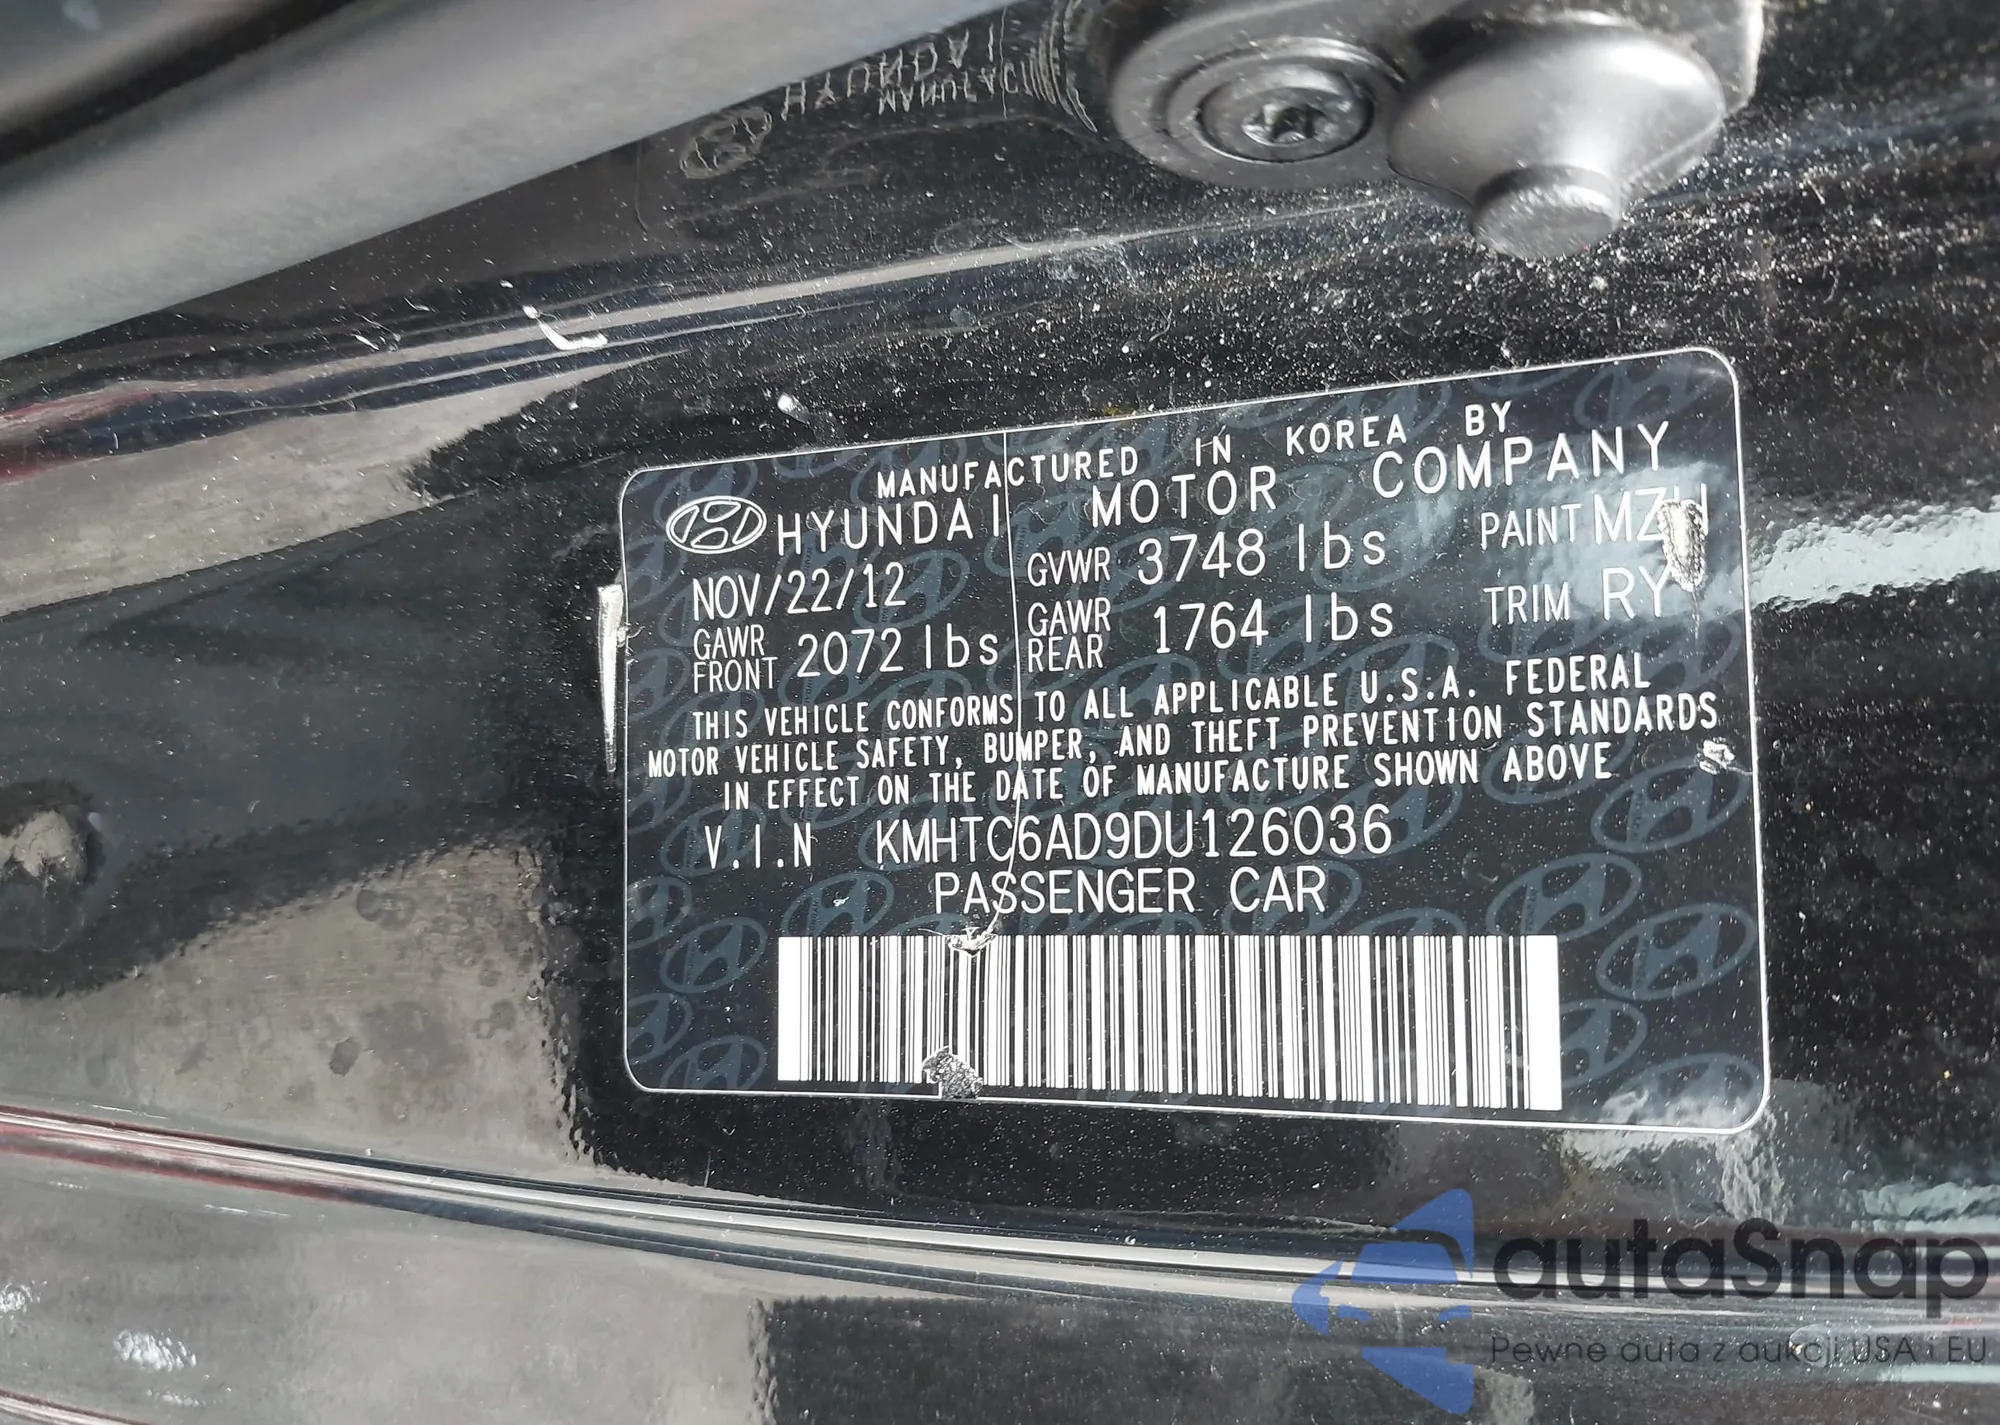 MANUFACTURED IN KOREA BY
HYUNDAI MOTOR COMPANY
NOV/22/12 GVWR 3748 lbs PAINT MZH
GAWR FRONT 2072 lbs GAWR REAR 1764 lbs TRIM RY
THIS VEHICLE CONFORMS TO ALL APPLICABLE U.S.A. FEDERAL
MOTOR VEHICLE SAFETY, BUMPER, AND THEFT PREVENTION STANDARDS
IN EFFECT ON THE DATE OF MANUFACTURE SHOWN ABOVE
V.I.N KMHTC6AD9DU126036
PASSENGER CAR
autaSnap
Pewne auta z aukcji USA i EU